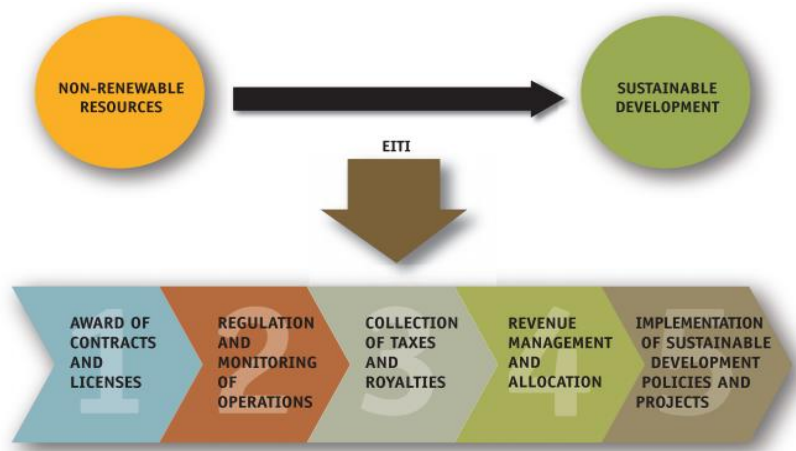 NON-RENEWABLE
RESOURCES
SUSTAINABLE
DEVELOPMENT
EITI
1
AWARD OF
CONTRACTS
AND
LICENSES
2
REGULATION
AND
MONITORING
OF
OPERATIONS
3
COLLECTION
OF TAXES
AND
ROYALTIES
4
REVENUE
MANAGEMENT
AND
ALLOCATION
5
IMPLEMENTATION
OF SUSTAINABLE
DEVELOPMENT
POLICIES AND
PROJECTS